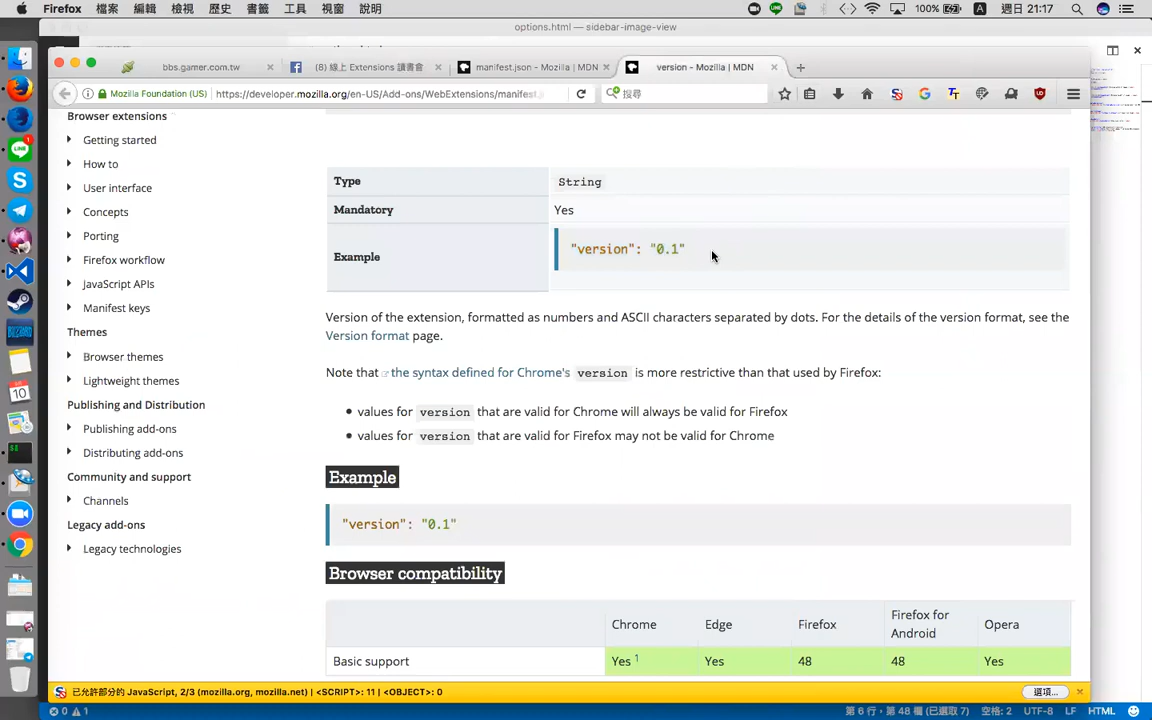 Firefox 檔案 編輯 檢視 歷史 書籤 工具 視窗 說明 100% A 週日 21:17
options.html — sidebar-image-view
bbs.gamer.com.tw × (8) 線上 Extensions 讀書會 × manifest.json - Mozilla | MDN × version - Mozilla | MDN × +
Mozilla Foundation (US) https://developer.mozilla.org/en-US/Add-ons/WebExtensions/manifest. 搜尋
Browser extensions
Getting started
How to
User interface
Concepts
Porting
Firefox workflow
JavaScript APIs
Manifest keys
Themes
Browser themes
Lightweight themes
Publishing and Distribution
Publishing add-ons
Distributing add-ons
Community and support
Channels
Legacy add-ons
Legacy technologies
Type String
Mandatory Yes
Example "version": "0.1"
Version of the extension, formatted as numbers and ASCII characters separated by dots. For the details of the version format, see the
Version format page.
Note that the syntax defined for Chrome's version is more restrictive than that used by Firefox:
• values for version that are valid for Chrome will always be valid for Firefox
• values for version that are valid for Firefox may not be valid for Chrome
Example
"version": "0.1"
Browser compatibility
Chrome Edge Firefox Firefox for Android Opera
Basic support Yes 1 Yes 48 48 Yes
已允許部分的 JavaScript, 2/3 (mozilla.org, mozilla.net) | <SCRIPT>: 11 | <OBJECT>: 0 選項... ×
0 1 第 6 行，第 48 欄 (已選取 7) 空格: 2 UTF-8 LF HTML